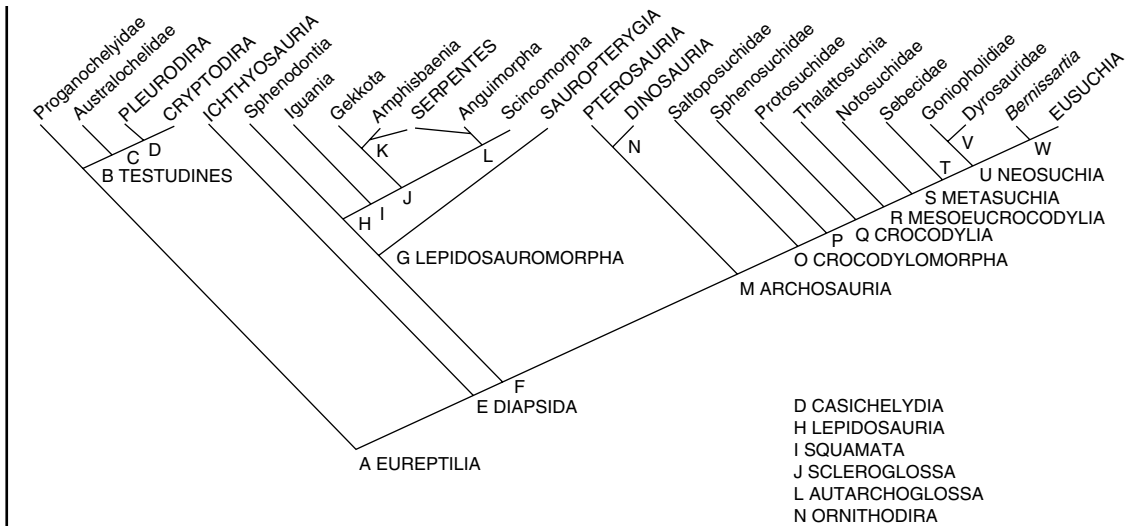 Proganochelyidae
Australochelidae
PLEURODIRA
CRYPTODIRA
ICHTHYOSAURIA
Sphenodontia
Iguania
Gekkota
Amphisbaenia
SERPENTES
Anguimorpha
Scincomorpha
SAUROPTERYGIA
PTEROSAURIA
DINOSAURIA
Saltoposuchidae
Sphenosuchidae
Protosuchidae
Thalattosuchia
Notosuchidae
Sebecidae
Goniopholidiae
Dyrosauridae
Bernissartia
EUSUCHIA
C D
B TESTUDINES
K
L
J
I
H
G LEPIDOSAUROMORPHA
N
V
W
T
U NEOSUCHIA
S METASUCHIA
R MESOEUCROCODYLIA
Q CROCODYLIA
P
O CROCODYLOMORPHA
M ARCHOSAURIA
F
E DIAPSIDA
A EUREPTILIA
D CASICHELYDIA
H LEPIDOSAURIA
I SQUAMATA
J SCLEROGLOSSA
L AUTARCHOGLOSSA
N ORNITHODIRA